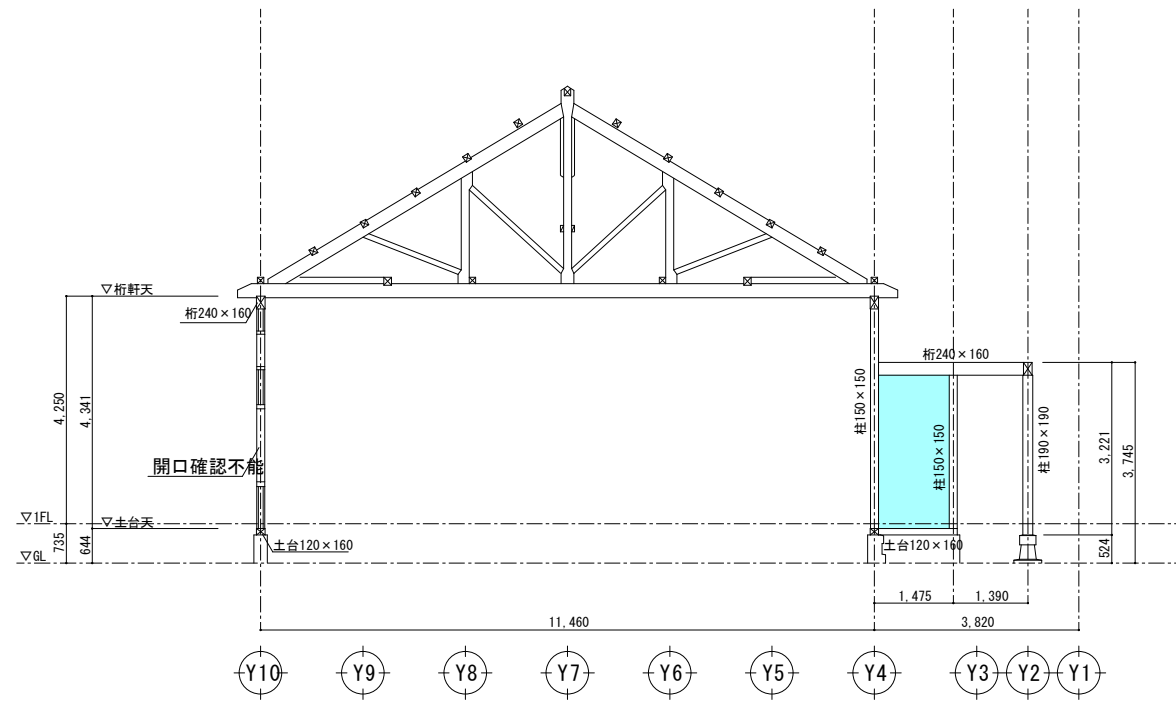 ▽桁軒天
桁240×160
桁240×160
4,250
4,341
柱150×150
柱150×150
柱190×190
3,221
3,745
開口確認不能
▽1FL
▽土台天
735
644
▽GL
土台120×160
土台120×160
524
1,475
1,390
11,460
3,820
Y10 Y9 Y8 Y7 Y6 Y5 Y4 Y3 Y2 Y1